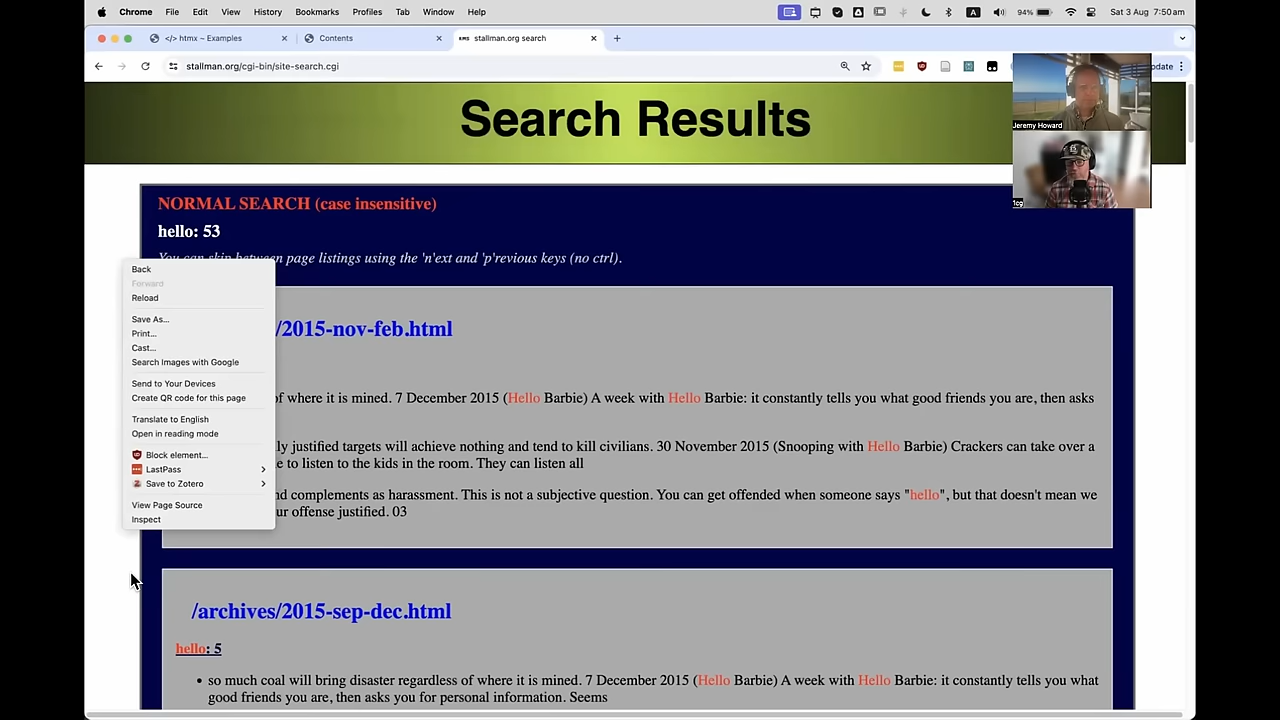 Chrome File Edit View History Bookmarks Profiles Tab Window Help
A 94% Sat 3 Aug 7:50 am
</> htmx ~ Examples
Contents
stallman.org search
stallman.org/cgi-bin/site-search.cgi
Jeremy Howard
Search Results
NORMAL SEARCH (case insensitive)
hello: 53
You can skip between page listings using the 'n'ext and 'p'revious keys (no ctrl).
Back
Forward
Reload
Save As...
Print...
Cast...
Search Images with Google
Send to Your Devices
Create QR code for this page
Translate to English
Open in reading mode
Block element...
LastPass
Save to Zotero
View Page Source
Inspect
/2015-nov-feb.html
of where it is mined. 7 December 2015 (Hello Barbie) A week with Hello Barbie: it constantly tells you what good friends you are, then asks
ly justified targets will achieve nothing and tend to kill civilians. 30 November 2015 (Snooping with Hello Barbie) Crackers can take over a
e to listen to the kids in the room. They can listen all
nd complements as harassment. This is not a subjective question. You can get offended when someone says "hello", but that doesn't mean we
ur offense justified. 03
/archives/2015-sep-dec.html
hello: 5
• so much coal will bring disaster regardless of where it is mined. 7 December 2015 (Hello Barbie) A week with Hello Barbie: it constantly tells you what
good friends you are, then asks you for personal information. Seems